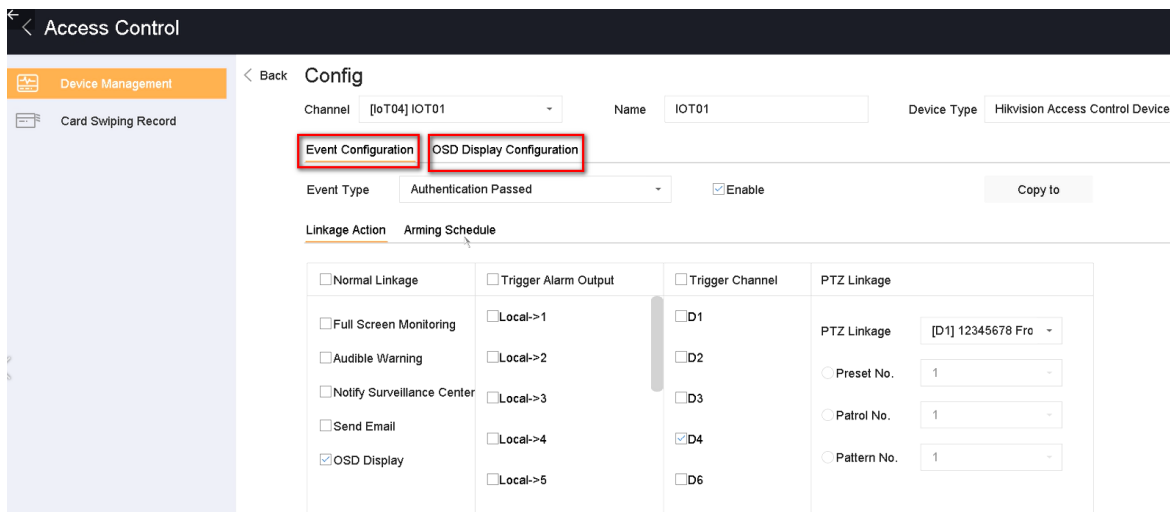 Access Control
Device Management
Card Swiping Record
Back Config
Channel [IoT04] IOT01 Name IOT01 Device Type Hikvision Access Control Device
Event Configuration OSD Display Configuration
Event Type Authentication Passed Enable Copy to
Linkage Action Arming Schedule
Normal Linkage Trigger Alarm Output Trigger Channel PTZ Linkage
Full Screen Monitoring Local->1 D1 PTZ Linkage [D1] 12345678 Fro
Audible Warning Local->2 D2 Preset No. 1
Notify Surveillance Center Local->3 D3 Patrol No. 1
Send Email Local->4 D4 Pattern No. 1
OSD Display Local->5 D6